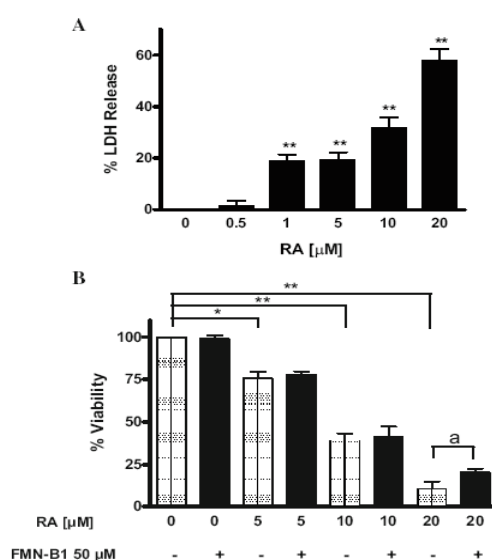 A
% LDH Release
60
40
20
0
**
**
**
**
0 0.5 1 5 10 20
RA [µM]
B
**
**
*
a
% Viability
100
75
50
25
0
RA [µM] 0 0 5 5 10 10 20 20
FMN-B1 50 µM - + - + - + - +